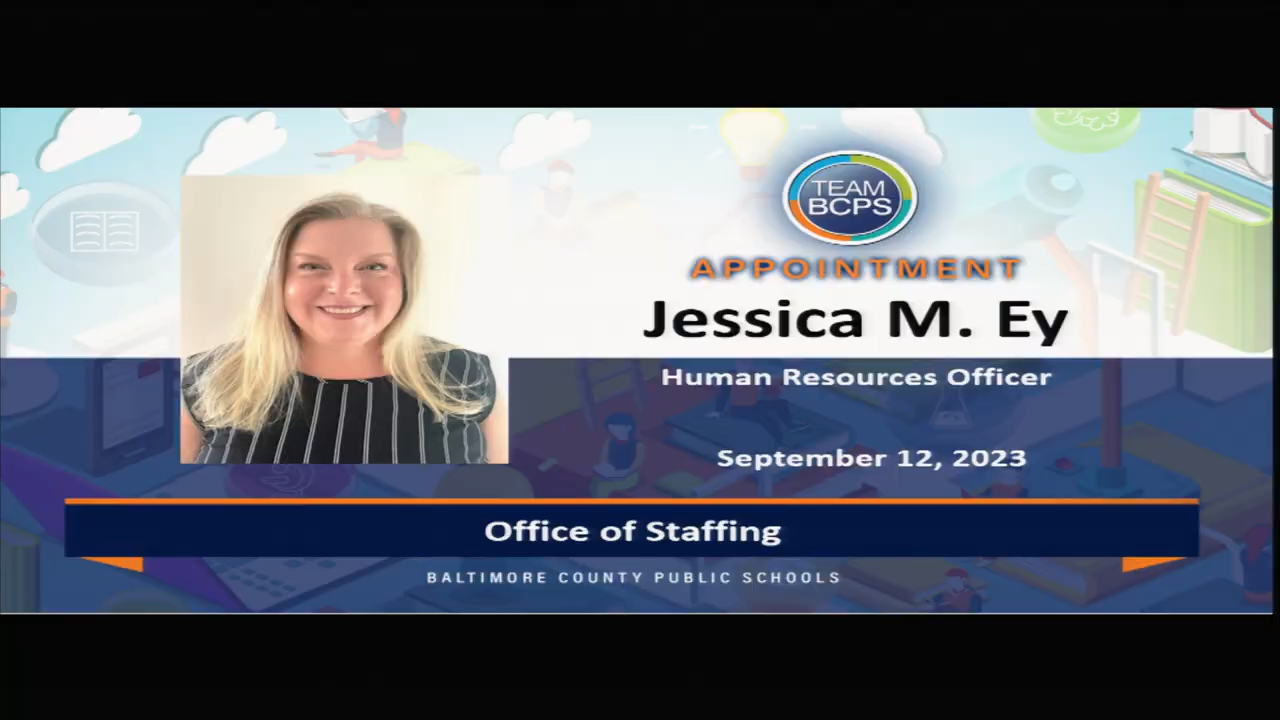 TEAM
BCPS
APPOINTMENT
Jessica M. Ey
Human Resources Officer
September 12, 2023
Office of Staffing
BALTIMORE COUNTY PUBLIC SCHOOLS